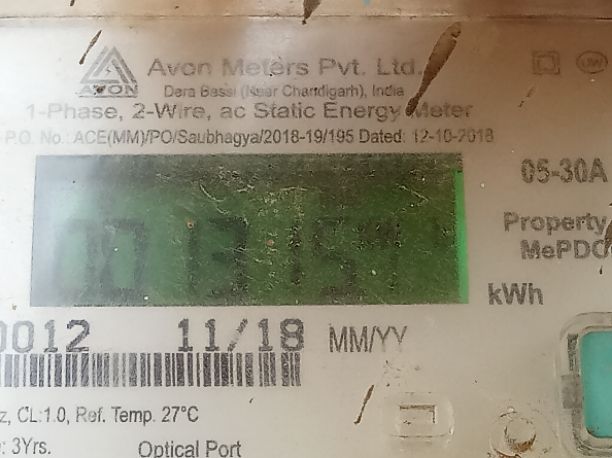 AVON
Avon Meters Pvt. Ltd.
Dera Bassi (Near Chandigarh), India
1-Phase, 2-Wire, ac Static Energy Meter
P.O. No.: ACE(MM)/PO/Saubhagya/2018-19/195 Dated: 12-10-2018
05-30A
Property
MePDC
kWh
0012 11/18 MM/YY
z, CL:1.0, Ref. Temp. 27°C
: 3Yrs. Optical Port